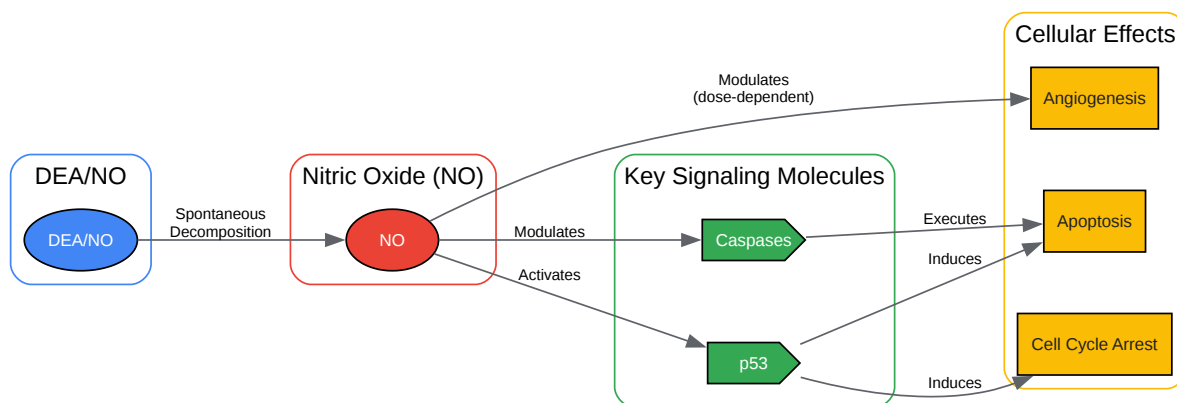 Cellular Effects
Modulates
(dose-dependent)
Angiogenesis
DEA/NO
Nitric Oxide (NO)
Key Signaling Molecules
Spontaneous
Decomposition
DEA/NO
NO
Modulates
Caspases
Executes
Apoptosis
Activates
Induces
p53
Cell Cycle Arrest
Induces